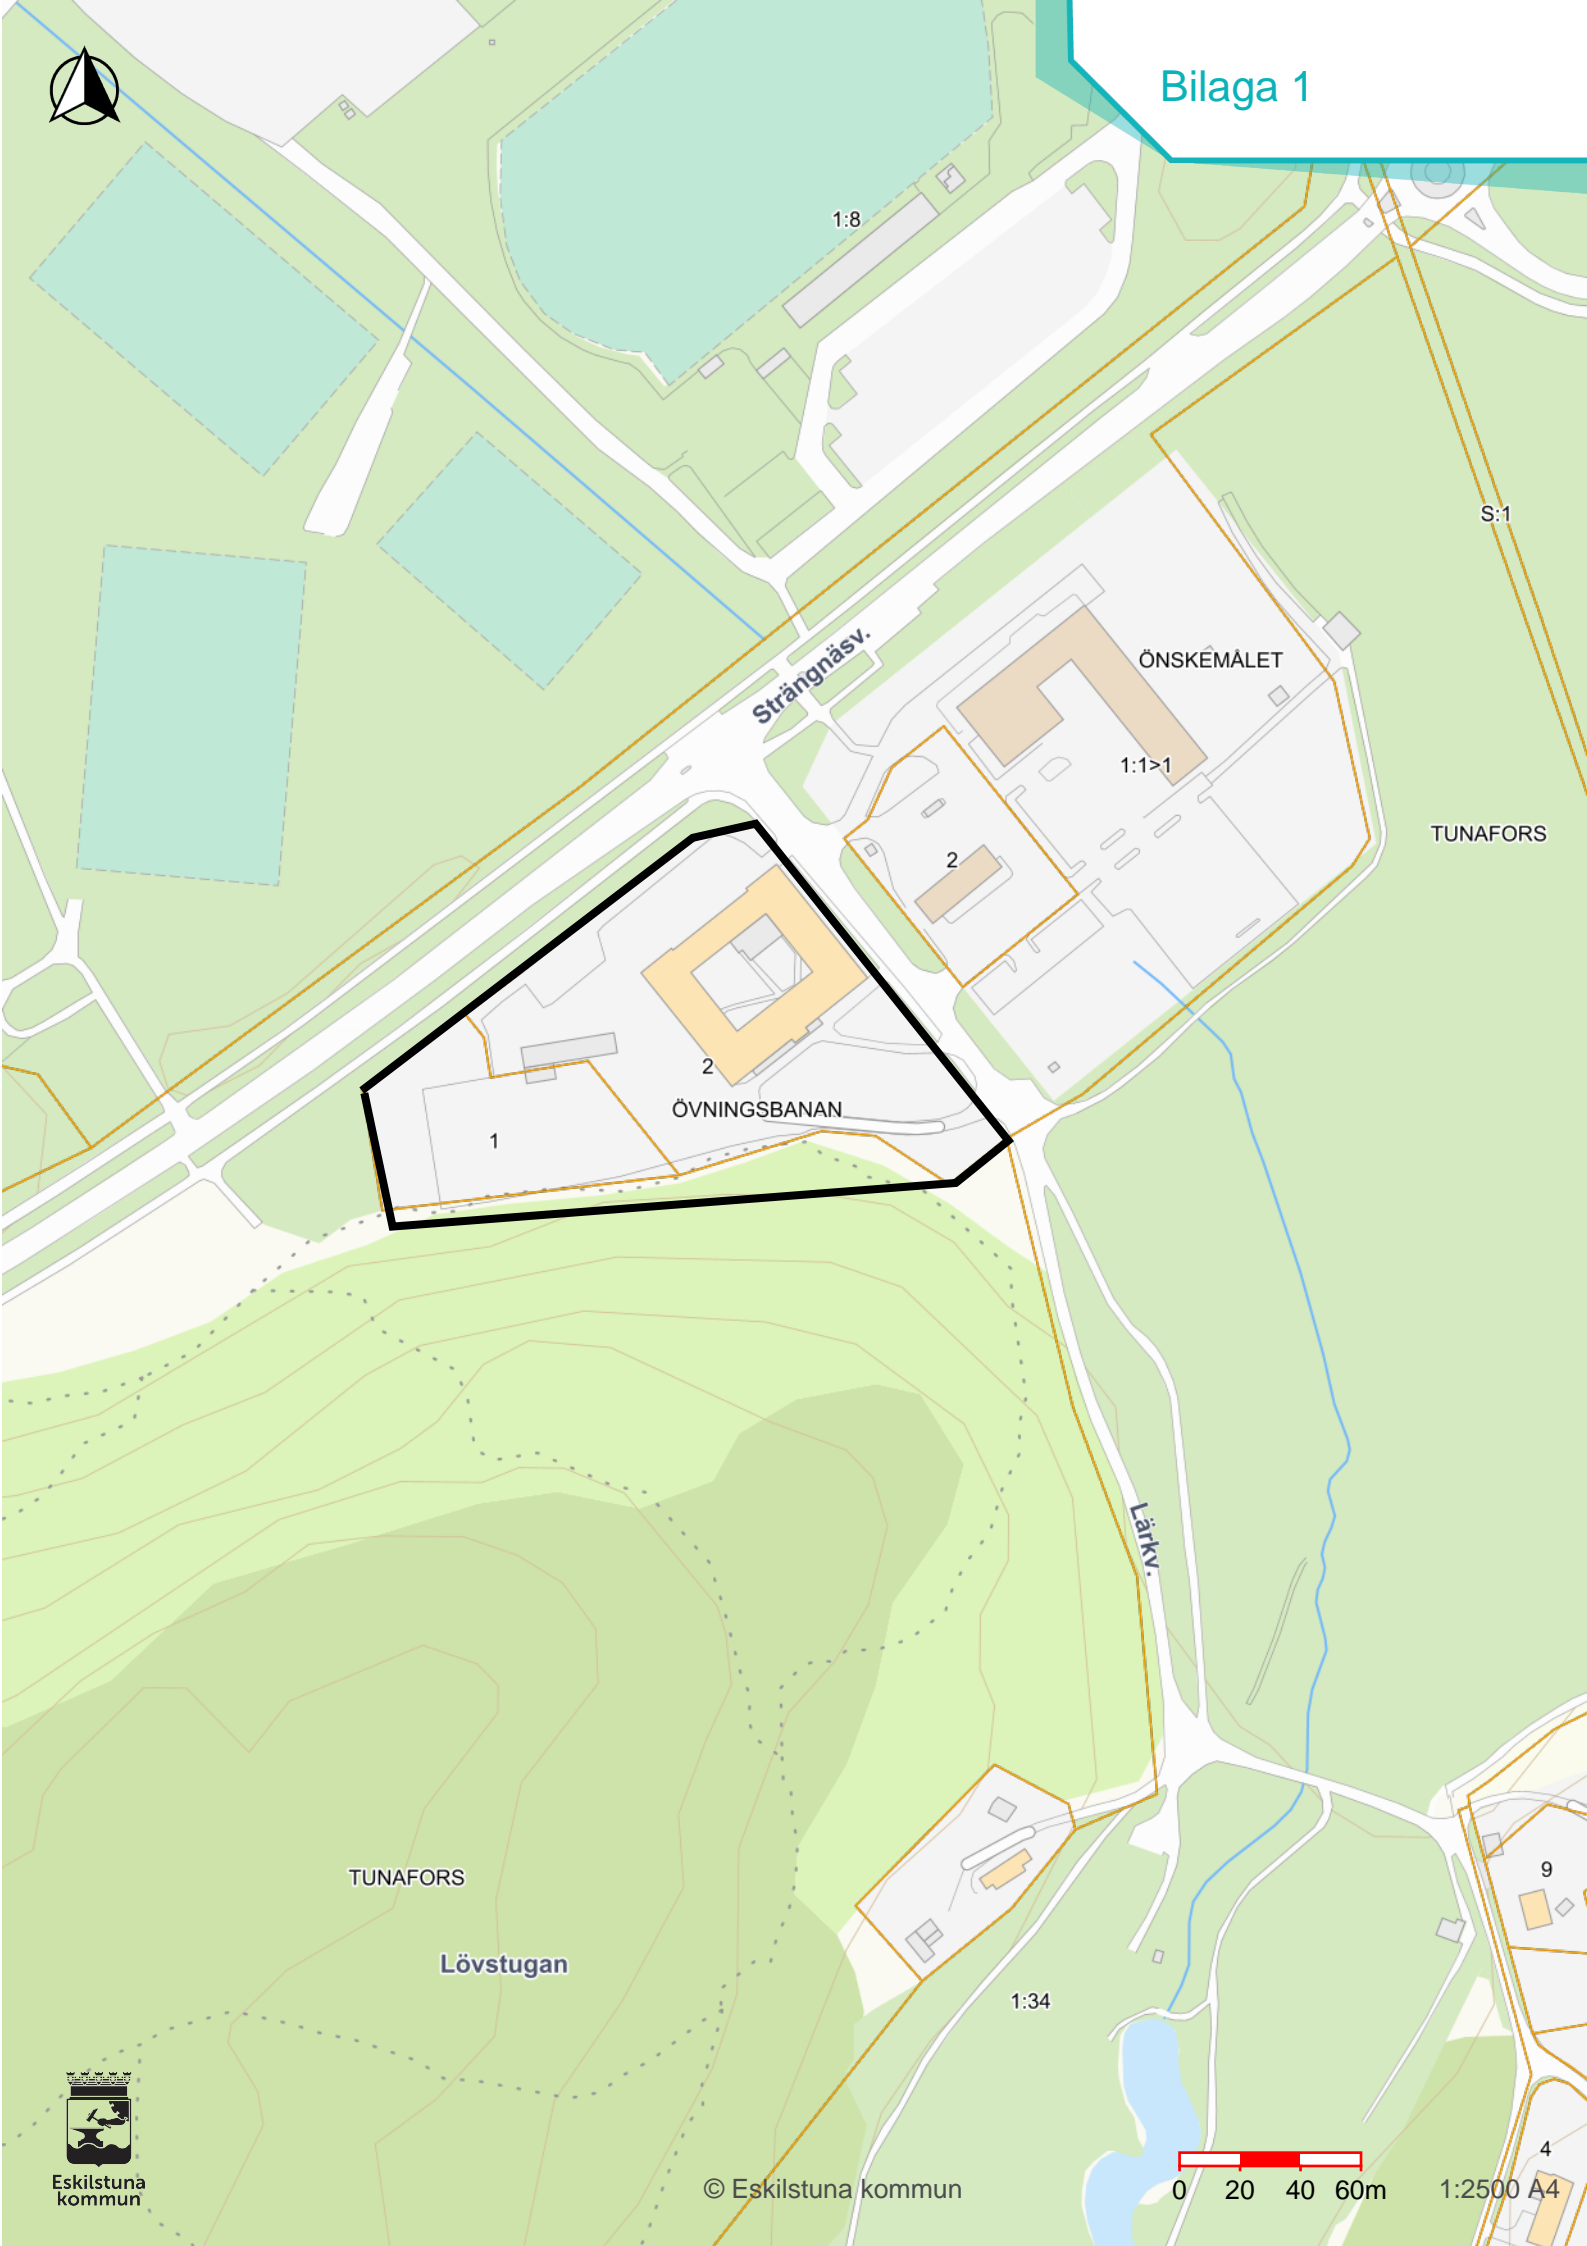 Bilaga 1
1:8
S:1
Strängnäsv.
ÖNSKEMÅLET
1:1>1
TUNAFORS
2
2
ÖVNINGSBANAN
1
Lärkv.
TUNAFORS
9
Lövstugan
1:34
4
Eskilstuna
kommun
© Eskilstuna kommun
0 20 40 60m
1:2500 A4